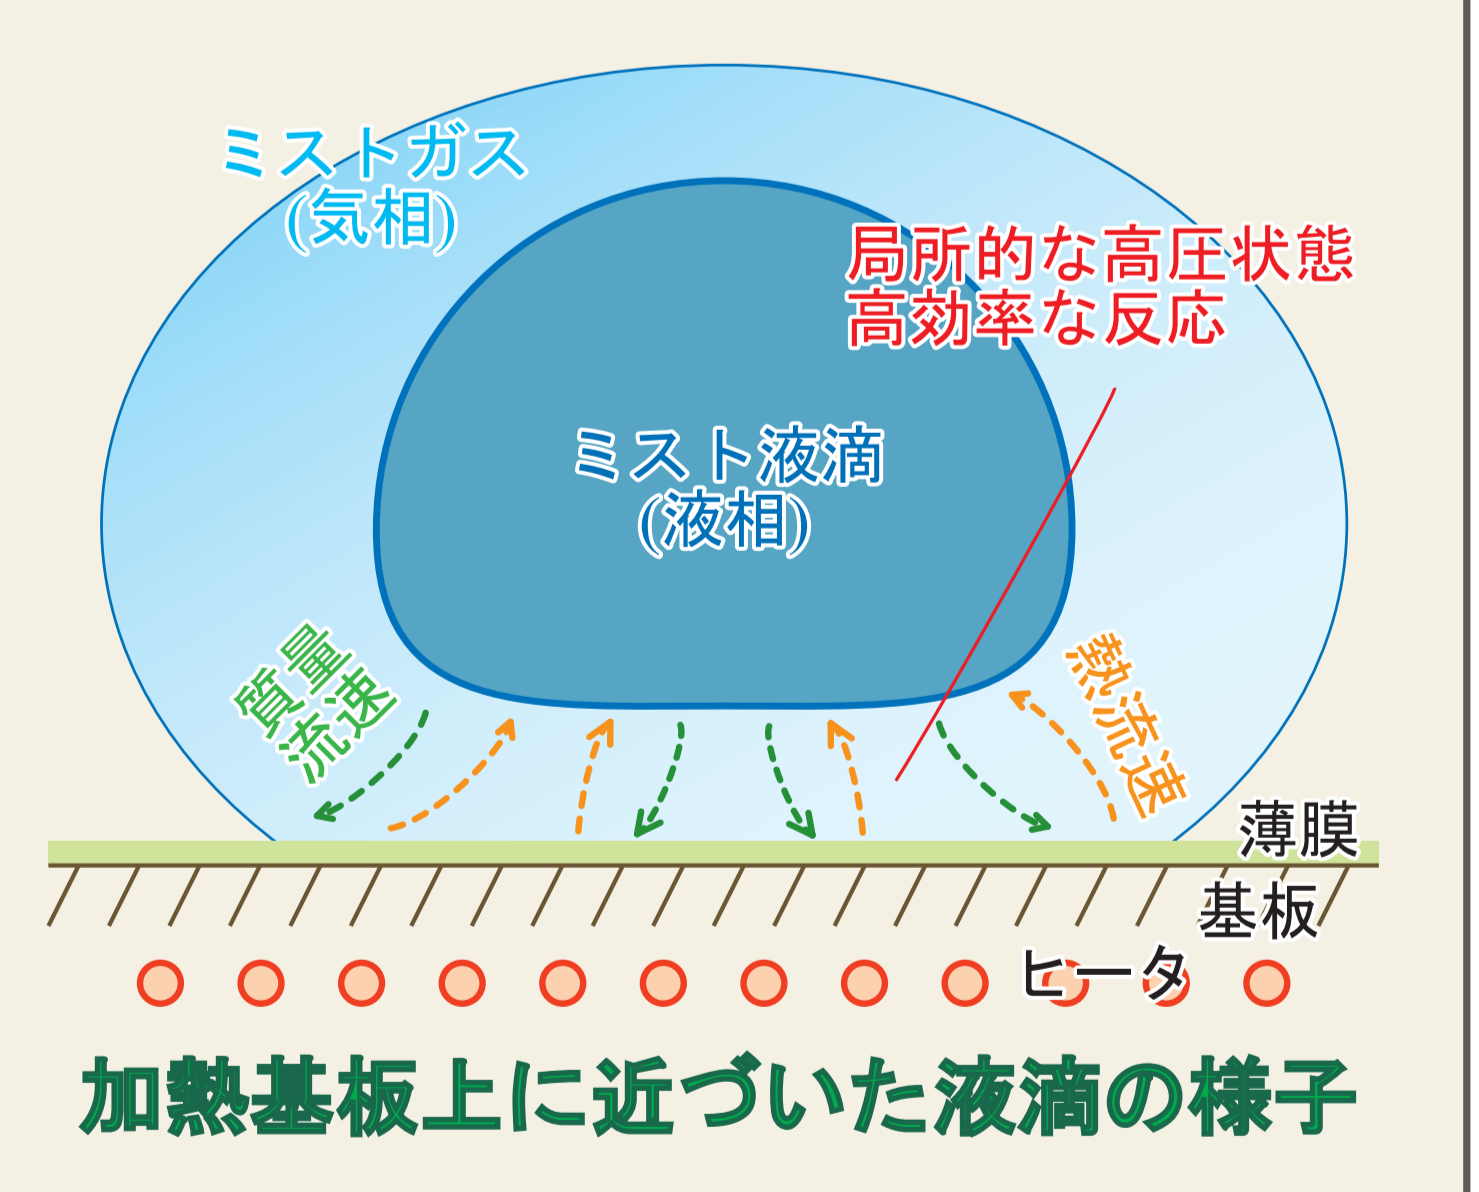 ミストガス
(気相)
局所的な高圧状態
高効率な反応
ミスト液滴
(液相)
質量
流速
熱流速
薄膜
基板
ヒータ
加熱基板上に近づいた液滴の様子